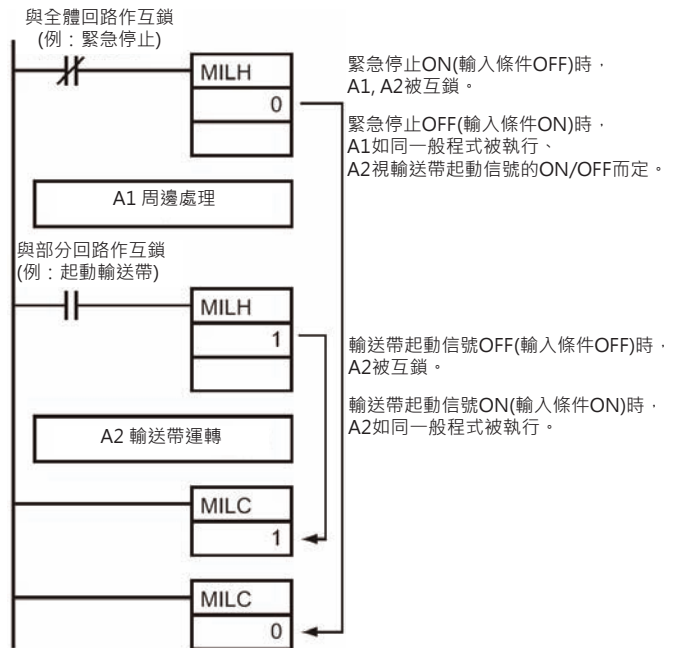 與全體回路作互鎖
(例：緊急停止)
MILH
0
緊急停止ON(輸入條件OFF)時，
A1, A2被互鎖。
緊急停止OFF(輸入條件ON)時，
A1如同一般程式被執行、
A2視輸送帶起動信號的ON/OFF而定。
A1 周邊處理
與部分回路作互鎖
(例：起動輸送帶)
MILH
1
輸送帶起動信號OFF(輸入條件OFF)時，
A2被互鎖。
輸送帶起動信號ON(輸入條件ON)時，
A2如同一般程式被執行。
A2 輸送帶運轉
MILC
1
MILC
0